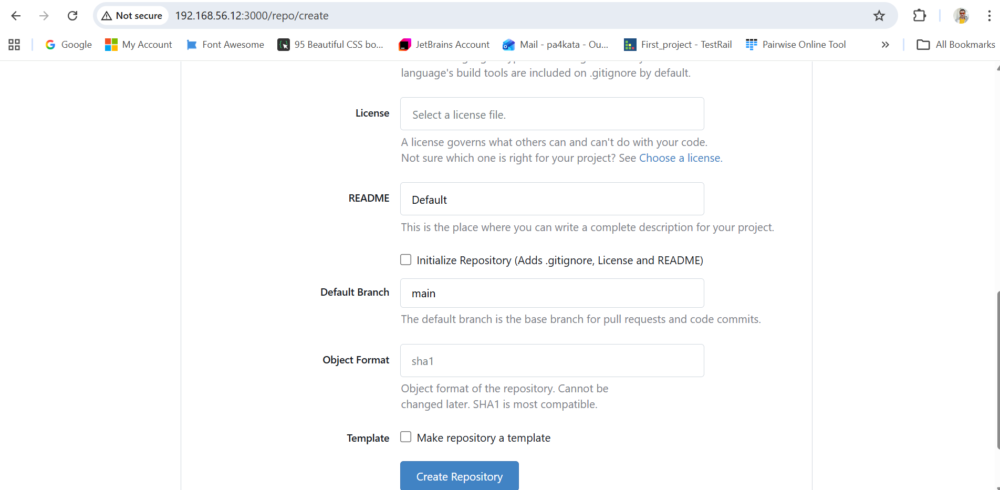 Not secure 192.168.56.12:3000/repo/create
Google My Account Font Awesome 95 Beautiful CSS bo... JetBrains Account Mail - pa4kata - Ou... First_project - TestRail Pairwise Online Tool » All Bookmarks
language's build tools are included on .gitignore by default.
License
Select a license file.
A license governs what others can and can't do with your code.
Not sure which one is right for your project? See Choose a license.
README
Default
This is the place where you can write a complete description for your project.
Initialize Repository (Adds .gitignore, License and README)
Default Branch
main
The default branch is the base branch for pull requests and code commits.
Object Format
sha1
Object format of the repository. Cannot be
changed later. SHA1 is most compatible.
Template
Make repository a template
Create Repository